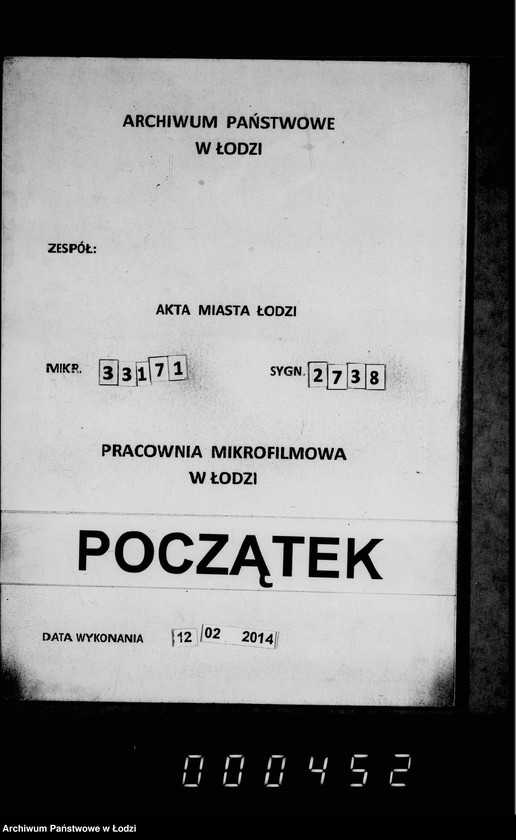 ARCHIWUM PAŃSTWOWE
W ŁODZI
ZESPÓŁ:
AKTA MIASTA ŁODZI
MIKR. 33171 SYGN. 2738
PRACOWNIA MIKROFILMOWA
W ŁODZI
POCZĄTEK
DATA WYKONANIA 12 02 2014
000452
Archiwum Państwowe w Łodzi